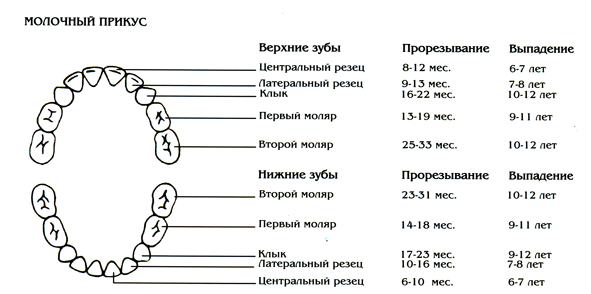 МОЛОЧНЫЙ ПРИКУС
Верхние зубы Прорезывание Выпадение
Центральный резец 8-12 мес. 6-7 лет
Латеральный резец 9-13 мес. 7-8 лет
Клык 16-22 мес. 10-12 лет
Первый моляр 13-19 мес. 9-11 лет
Второй моляр 25-33 мес. 10-12 лет
Нижние зубы Прорезывание Выпадение
Второй моляр 23-31 мес. 10-12 лет
Первый моляр 14-18 мес. 9-11 лет
Клык 17-23 мес. 9-12 лет
Латеральный резец 10-16 мес. 7-8 лет
Центральный резец 6-10 мес. 6-7 лет